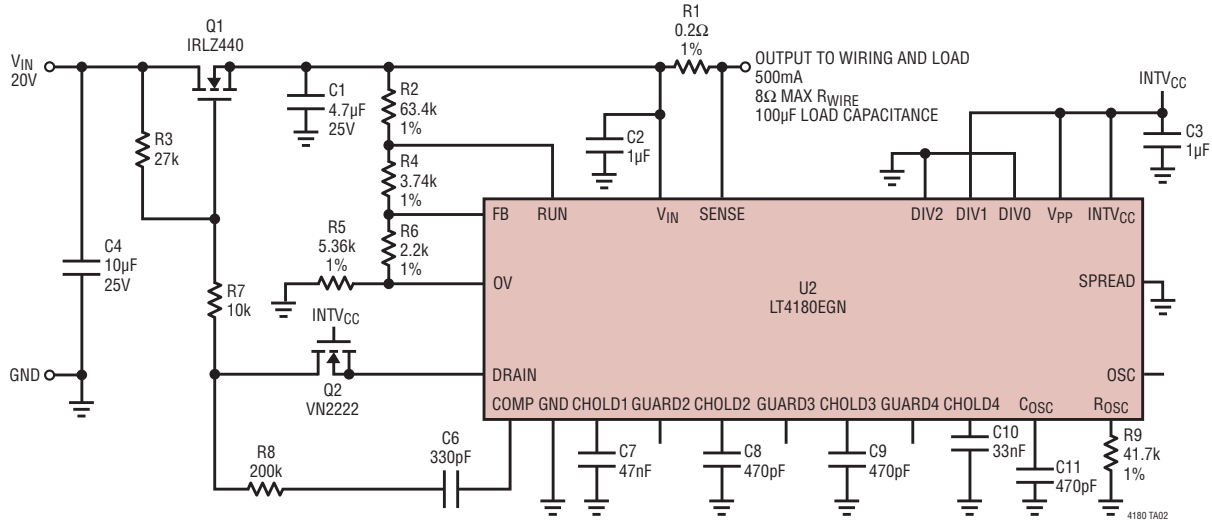 Q1
IRLZ440
VIN
20V
R3
27k
C4
10µF
25V
GND
C1
4.7µF
25V
R2
63.4k
1%
R4
3.74k
1%
R6
2.2k
1%
R5
5.36k
1%
R7
10k
INTVCC
Q2
VN2222
R8
200k
C6
330pF
R1
0.2Ω
1%
OUTPUT TO WIRING AND LOAD
500mA
8Ω MAX RWIRE
100µF LOAD CAPACITANCE
C2
1µF
INTVCC
C3
1µF
FB
RUN
VIN
SENSE
DIV2
DIV1
DIV0
VPP
INTVCC
OV
U2
LT4180EGN
SPREAD
DRAIN
OSC
COMP
GND
CHOLD1
GUARD2
CHOLD2
GUARD3
CHOLD3
GUARD4
CHOLD4
COSC
ROSC
C7
47nF
C8
470pF
C9
470pF
C10
33nF
C11
470pF
R9
41.7k
1%
4180 TA02